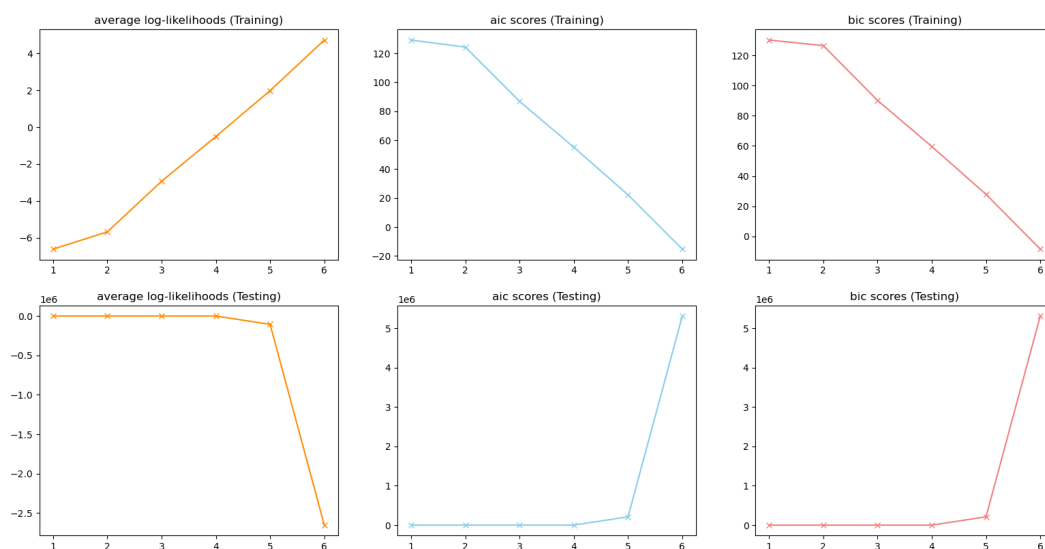 average log-likelihoods (Training)
4
2
0
−2
−4
−6
1 2 3 4 5 6
aic scores (Training)
120
100
80
60
40
20
0
−20
1 2 3 4 5 6
bic scores (Training)
120
100
80
60
40
20
0
1 2 3 4 5 6
1e6
average log-likelihoods (Testing)
0.0
−0.5
−1.0
−1.5
−2.0
−2.5
1 2 3 4 5 6
1e6
aic scores (Testing)
5
4
3
2
1
0
1 2 3 4 5 6
1e6
bic scores (Testing)
5
4
3
2
1
0
1 2 3 4 5 6